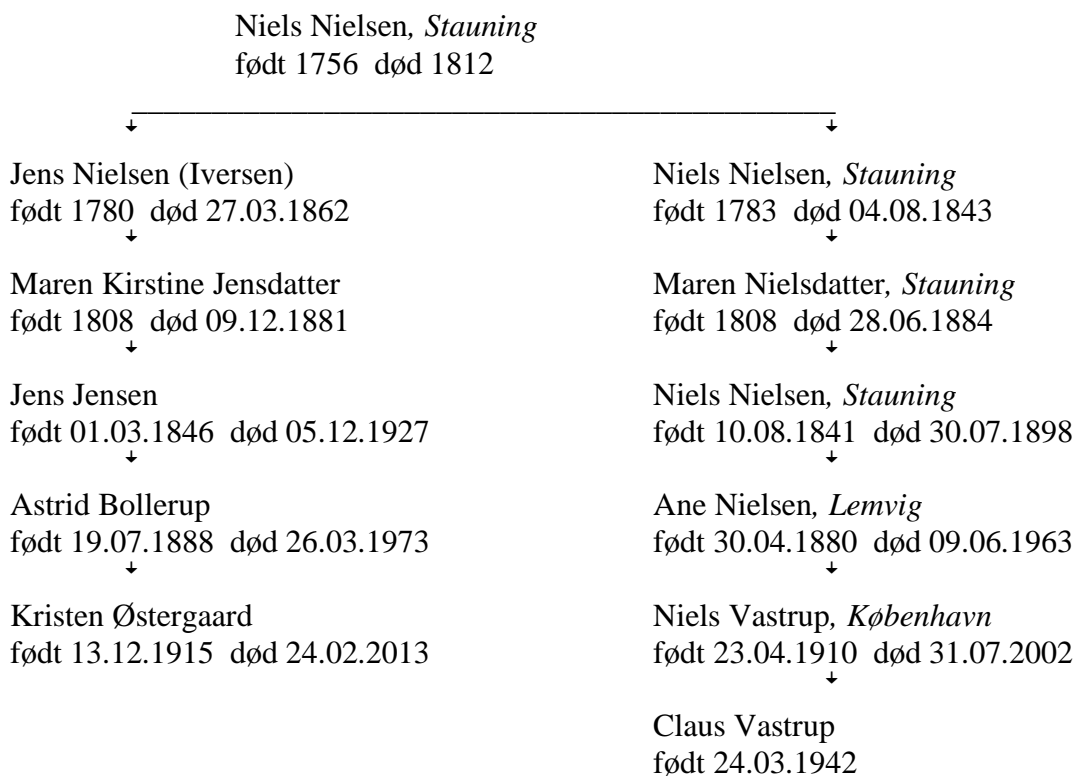 Niels Nielsen, Stauning
født 1756 død 1812
Jens Nielsen (Iversen)
født 1780 død 27.03.1862
Niels Nielsen, Stauning
født 1783 død 04.08.1843
Maren Kirstine Jensdatter
født 1808 død 09.12.1881
Maren Nielsdatter, Stauning
født 1808 død 28.06.1884
Jens Jensen
født 01.03.1846 død 05.12.1927
Niels Nielsen, Stauning
født 10.08.1841 død 30.07.1898
Astrid Bollerup
født 19.07.1888 død 26.03.1973
Ane Nielsen, Lemvig
født 30.04.1880 død 09.06.1963
Kristen Østergaard
født 13.12.1915 død 24.02.2013
Niels Vastrup, København
født 23.04.1910 død 31.07.2002
Claus Vastrup
født 24.03.1942